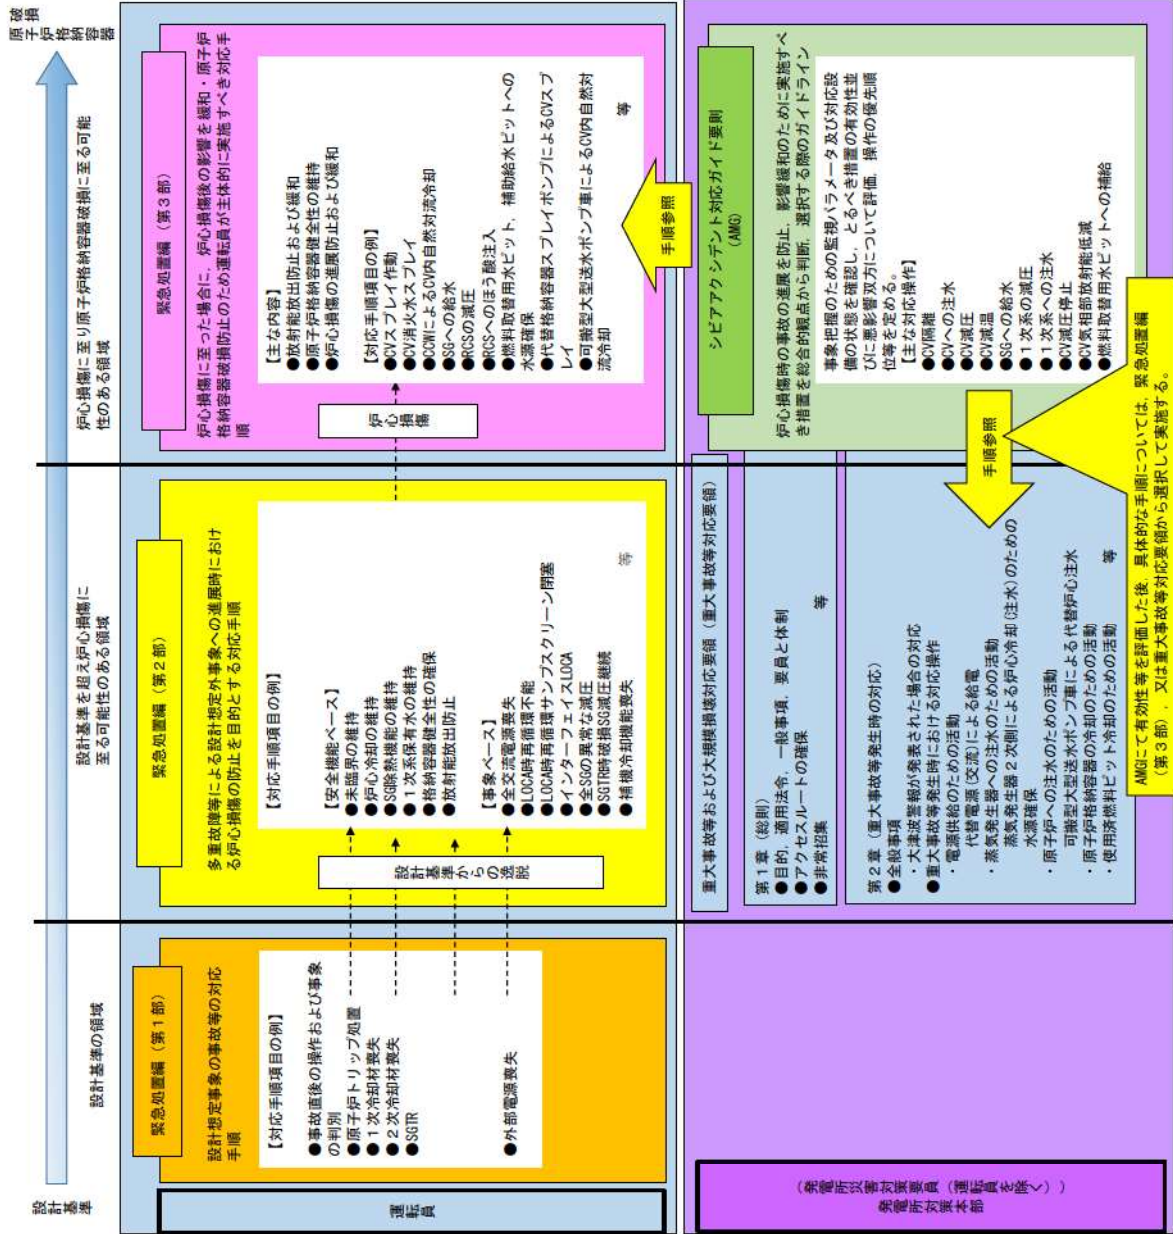 設計基準
原子炉格納容器
破損
設計基準の領域
設計基準を超え炉心損傷に
至る可能性のある領域
炉心損傷に至り原子炉格納容器破損に至る可能
性のある領域
運転員
緊急処置編（第１部）
設計想定事象の事故等の対応
手順
【対応手順項目の例】
●事故直後の操作および事象
の判別
●原子炉トリップ処置
●１次冷却材喪失
●２次冷却材喪失
●SGTR
●外部電源喪失
緊急処置編（第２部）
多重故障等による設計想定外事象への進展時におけ
る炉心損傷の防止を目的とする対応手順
設計基準からの逸脱
【対応手順項目の例】
【安全機能ベース】
●未臨界の維持
●炉心冷却の維持
●SG除熱機能の維持
●１次系保有水の維持
●格納容器健全性の確保
●放射能放出防止
【事象ベース】
●全交流電源喪失
●LOCA時再循環不能
●LOCA時再循環サンプスクリーン閉塞
●インターフェイスLOCA
●全SGの異常な減圧
●SGTR時破損SG減圧継続
●補機冷却機能喪失
等
緊急処置編（第３部）
炉心損傷に至った場合に，炉心損傷後の影響を緩和・原子炉
格納容器破損防止のため運転員が主体的に実施すべき対応手
順
炉心
損傷
【主な内容】
●放射能放出防止および緩和
●原子炉格納容器健全性の維持
●炉心損傷の進展防止および緩和
【対応手順項目の例】
●CVスプレイ作動
●CV消火水スプレイ
●CCWによるCV内自然対流冷却
●SGへの給水
●RCSの減圧
●RCSへのほう酸注入
●燃料取替用水ピット，補助給水ピットへの
水源確保
●代替格納容器スプレイポンプによるCVスプ
レイ
●可搬型大型送水ポンプ車によるCV内自然対
流冷却
等
手順参照
（発電所災害対策要員（運転員を除く））
発電所対策本部
重大事故等および大規模損壊対応要領（重大事故等対応要領）
第１章（総則）
●目的，適用法令，一般事項，要員と体制
●アクセスルートの確保
●非常招集
等
第２章（重大事故等発生時の対応）
●全般事項
・大津波警報が発表された場合の対応
●重大事故等発生時における対応操作
・電源供給のための活動
代替電源（交流）による給電
・蒸気発生器への注水のための活動
蒸気発生器２次側による炉心冷却（注水）のための
水源確保
・原子炉への注水のための活動
可搬型大型送水ポンプ車による代替炉心注水
・原子炉格納容器の冷却のための活動
・使用済燃料ピット冷却のための活動
等
手順参照
シビアアクシデント対応ガイド要則
（AMG）
炉心損傷時の事故の進展を防止，影響緩和のために実施すべ
き措置を総合的観点から判断，選択する際のガイドライン
事象把握のための監視パラメータ及び対応設
備の状態を確認し，とるべき措置の有効性並
びに悪影響双方について評価，操作の優先順
位等を定める。
【主な対応操作】
●CV隔離
●CVへの注水
●CV減圧
●CV減温
●SGへの給水
●１次系の減圧
●１次系への注水
●CV減圧停止
●CV気相部放射能低減
●燃料取替用水ピットへの補給
AMGにて有効性等を評価した後，具体的な手順については，緊急処置編
（第３部），又は重大事故等対応要領から選択して実施する。